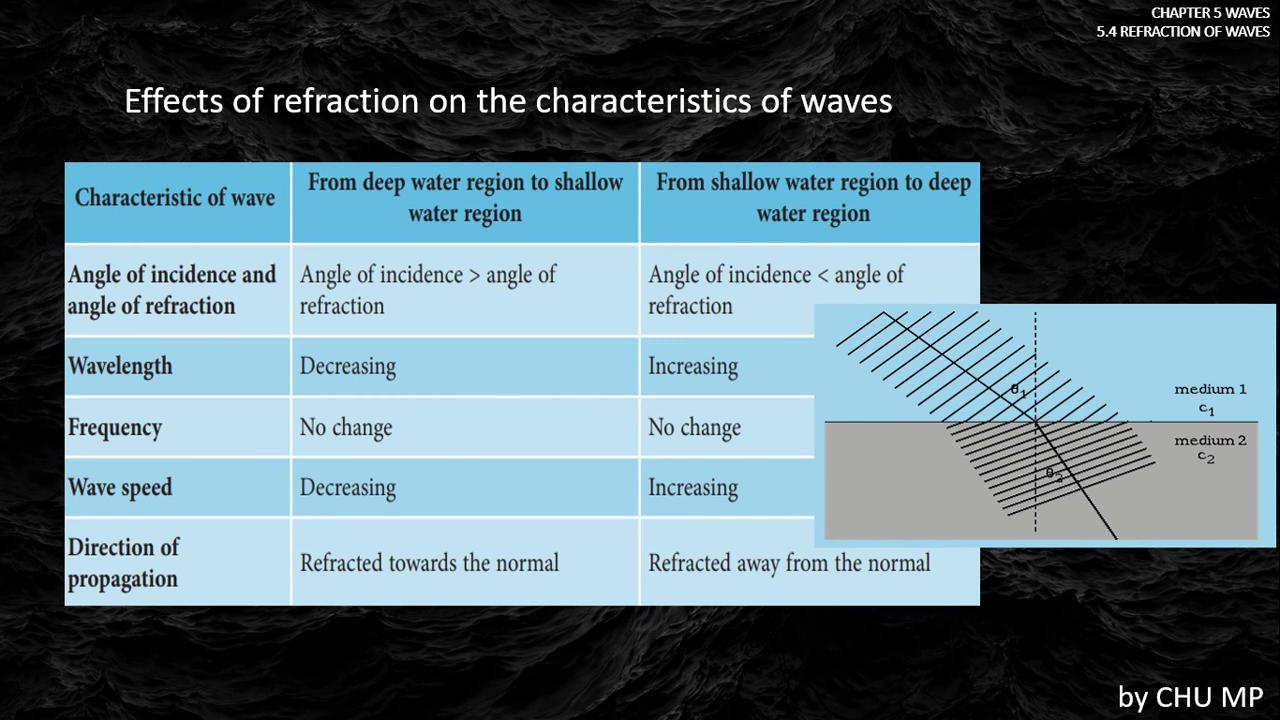 CHAPTER 5 WAVES
5.4 REFRACTION OF WAVES
Effects of refraction on the characteristics of waves
Characteristic of wave
From deep water region to shallow
water region
From shallow water region to deep
water region
Angle of incidence and
angle of refraction
Angle of incidence > angle of
refraction
Angle of incidence < angle of
refraction
Wavelength
Decreasing
Increasing
Frequency
No change
No change
Wave speed
Decreasing
Increasing
Direction of
propagation
Refracted towards the normal
Refracted away from the normal
θ1
medium 1
c1
medium 2
c2
θ2
by CHU MP